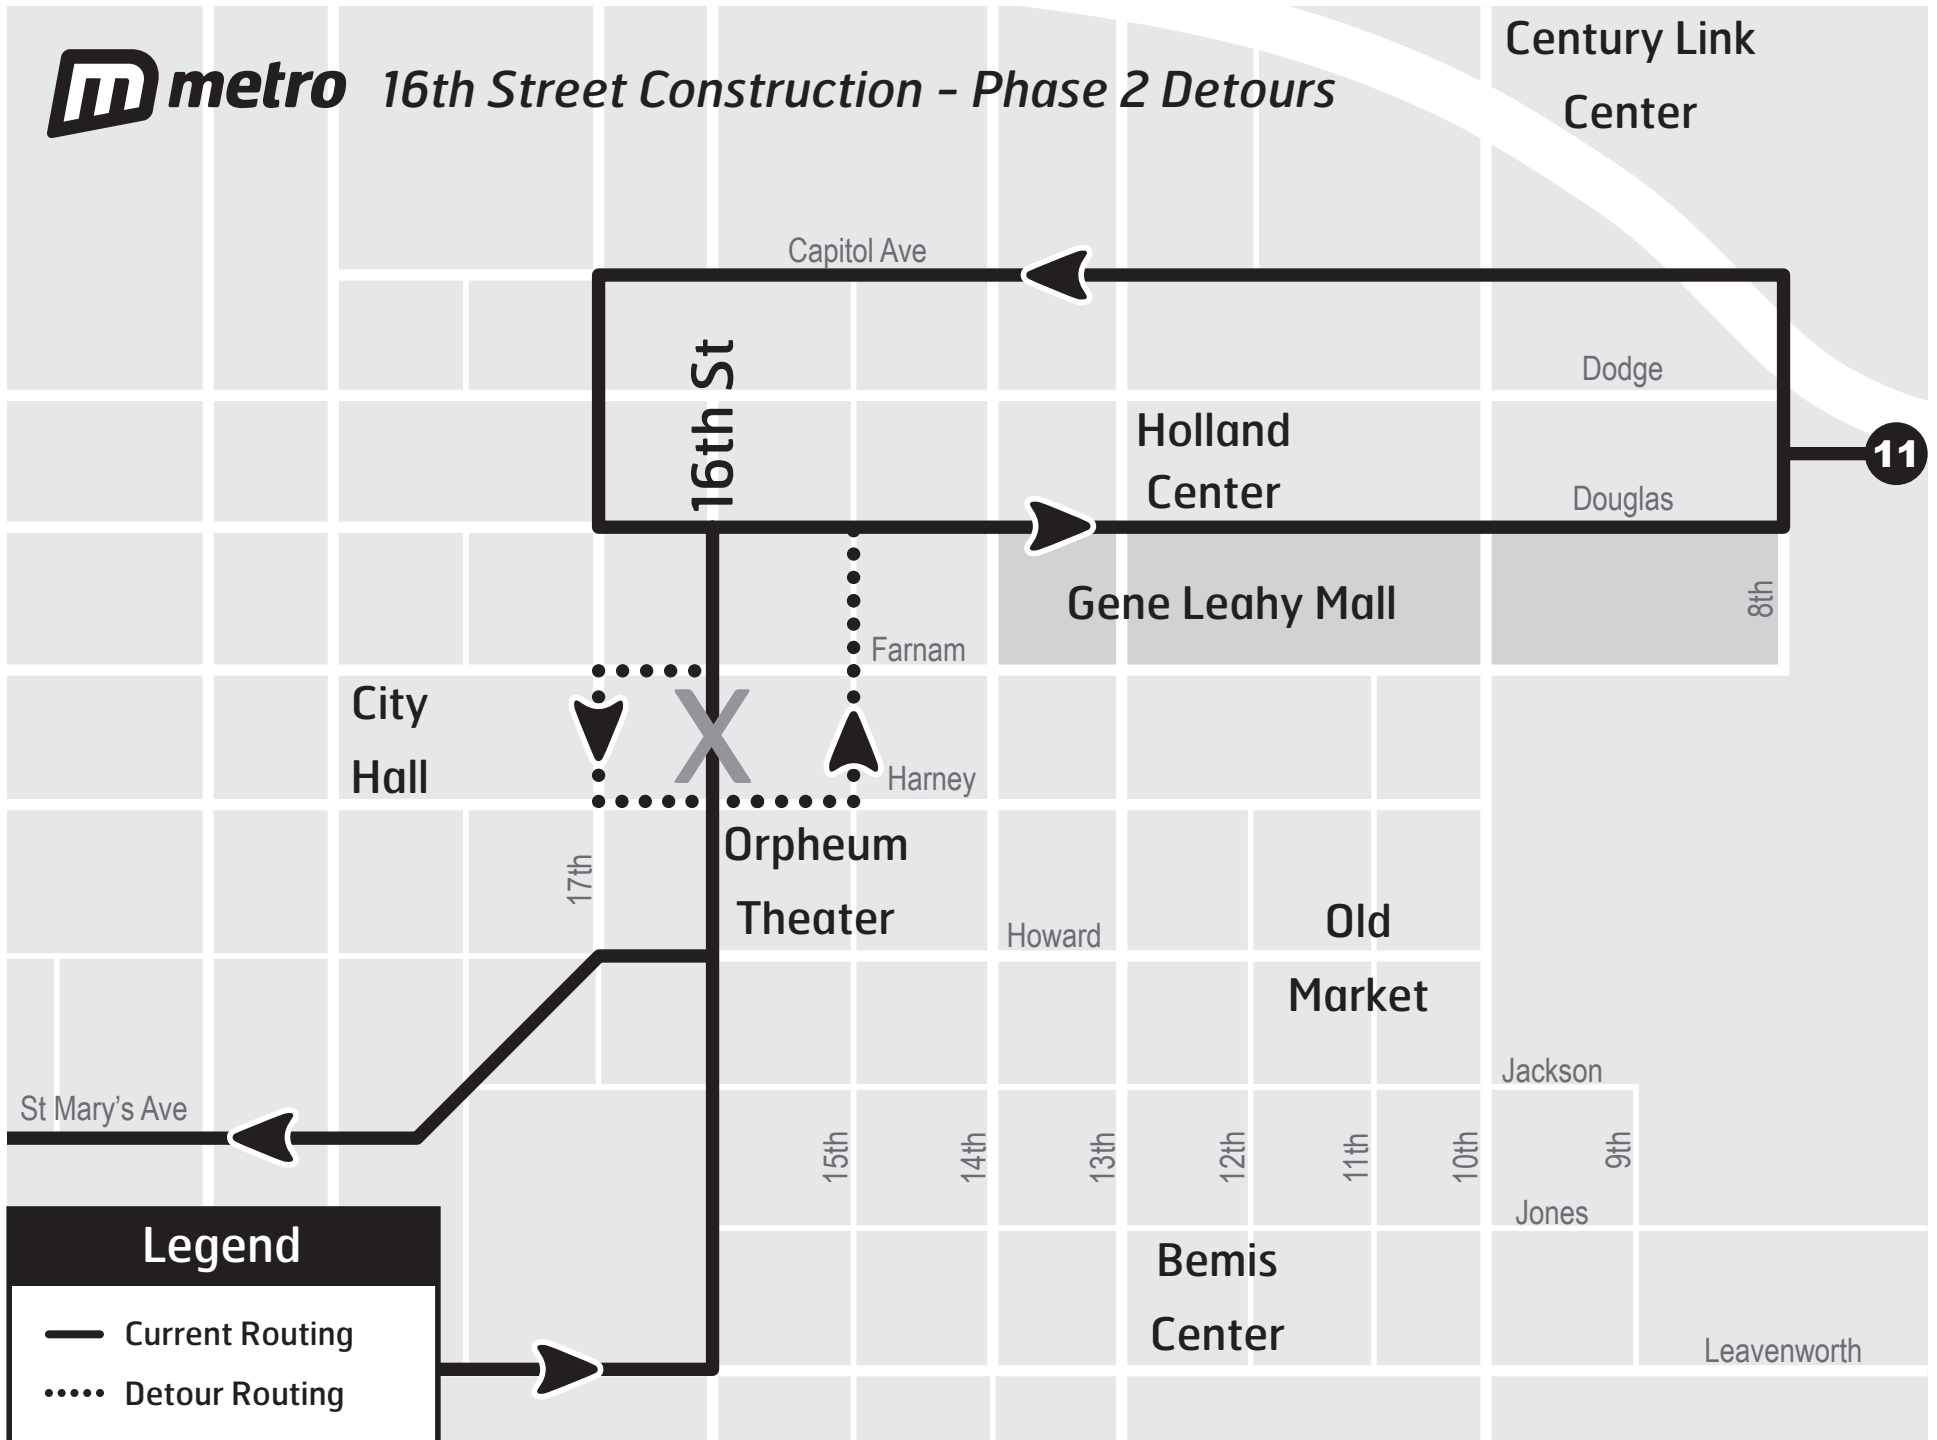 metro 16th Street Construction - Phase 2 Detours
Century Link
Center
Capitol Ave
16th St
Dodge
Holland
Center
11
Douglas
Gene Leahy Mall
8th
Farnam
City
Hall
X
Harney
Orpheum
Theater
17th
Howard
Old
Market
Jackson
St Mary's Ave
15th
14th
13th
12th
11th
10th
9th
Jones
Bemis
Center
Leavenworth
Legend
Current Routing
Detour Routing